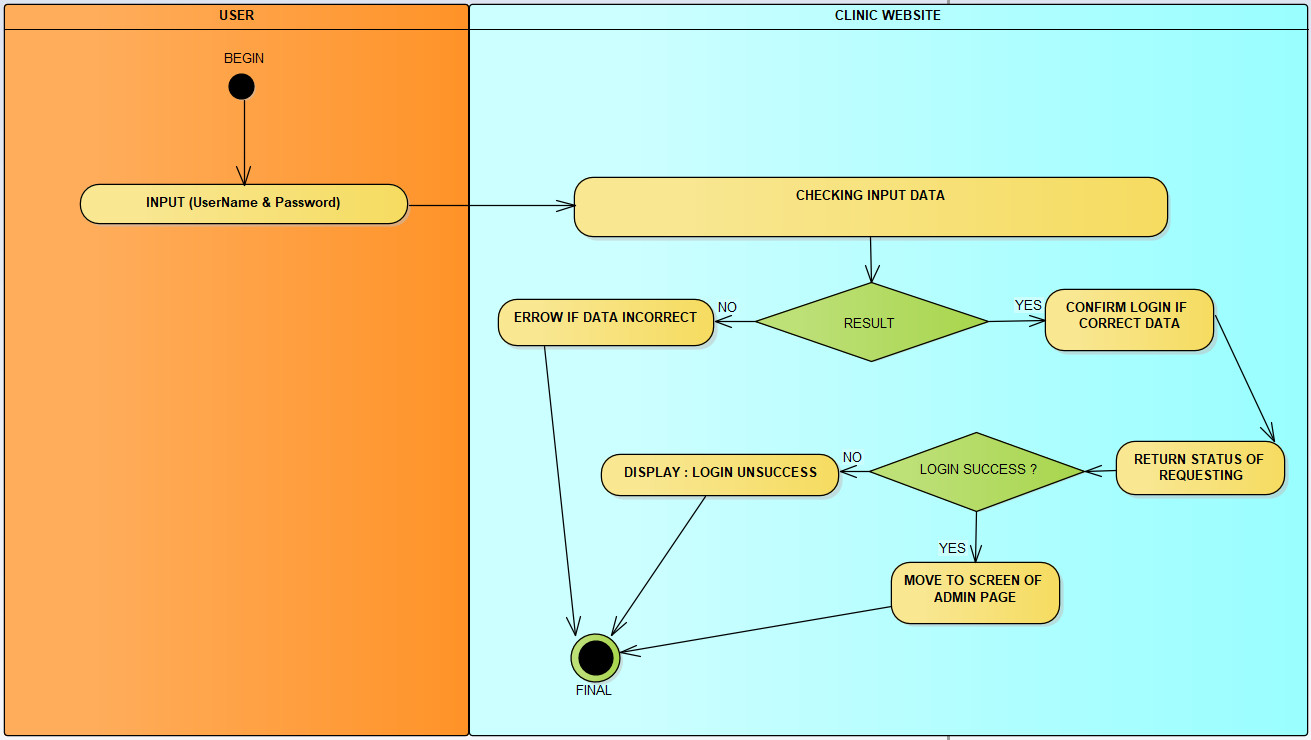 USER
CLINIC WEBSITE
BEGIN
INPUT (UserName & Password)
CHECKING INPUT DATA
ERROW IF DATA INCORRECT
NO
RESULT
YES
CONFIRM LOGIN IF
CORRECT DATA
DISPLAY : LOGIN UNSUCCESS
NO
LOGIN SUCCESS ?
RETURN STATUS OF
REQUESTING
YES
MOVE TO SCREEN OF
ADMIN PAGE
FINAL